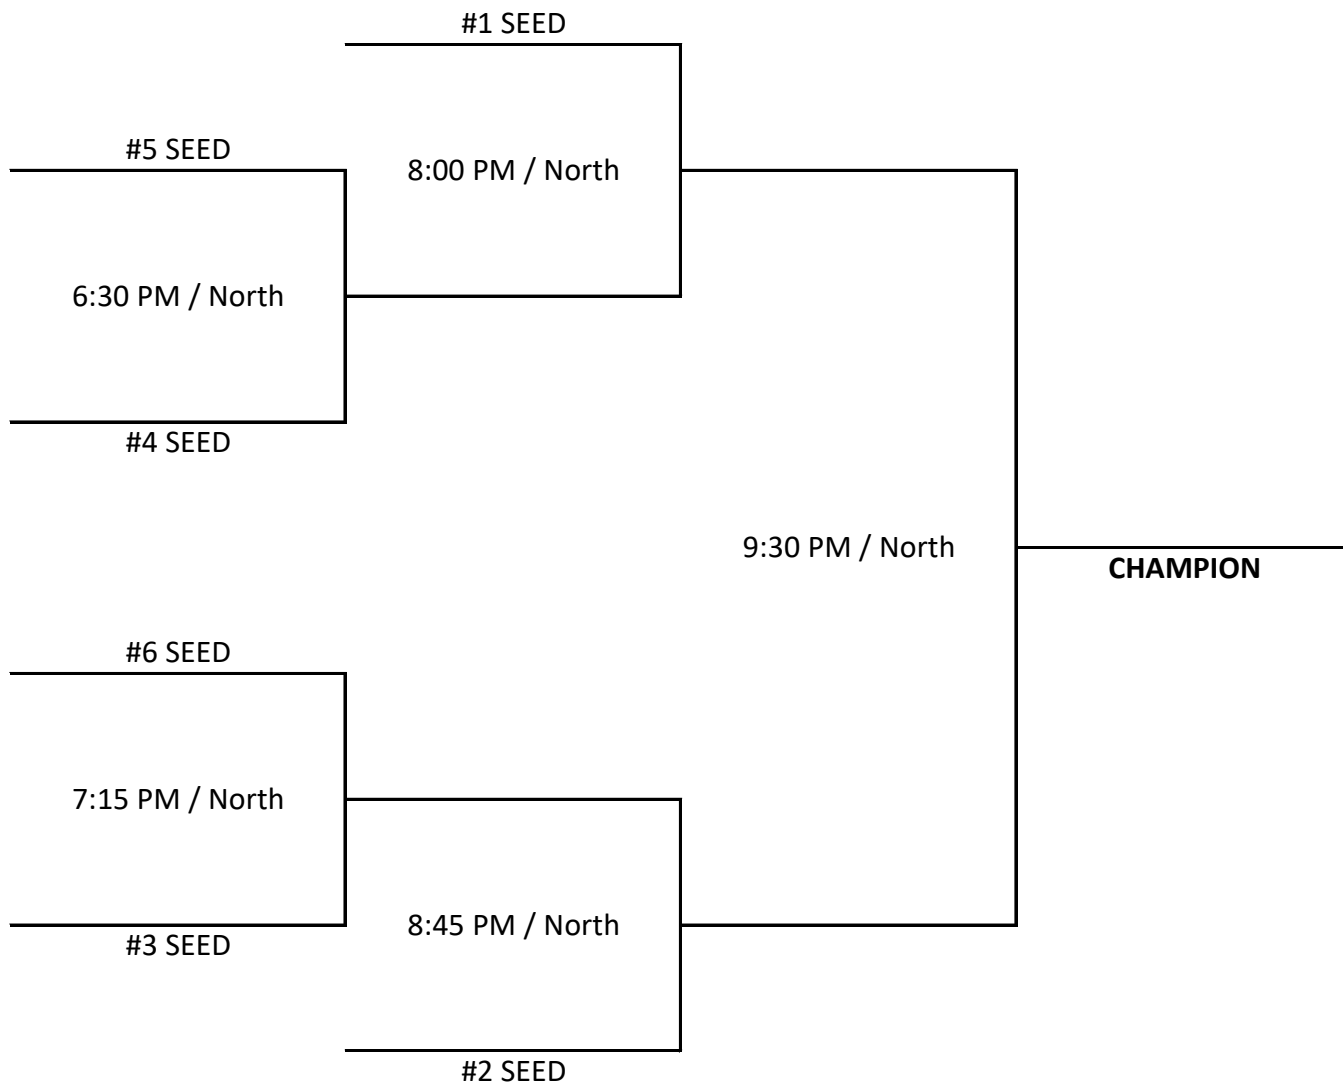 #1 SEED
#5 SEED
8:00 PM / North
6:30 PM / North
#4 SEED
9:30 PM / North
CHAMPION
#6 SEED
7:15 PM / North
#3 SEED
8:45 PM / North
#2 SEED